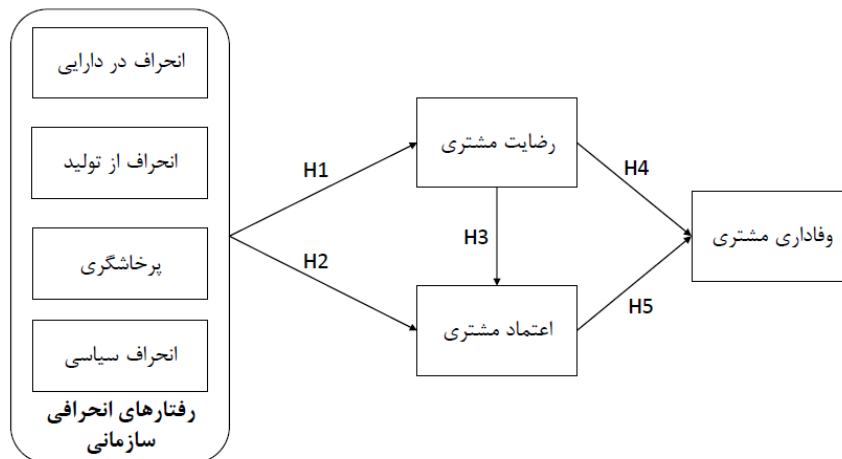 انحراف در دارایی
انحراف از تولید
پرخاشگری
انحراف سیاسی
رفتارهای انحرافی
سازمانی
H1
H2
رضایت مشتری
H3
اعتماد مشتری
H4
H5
وفاداری مشتری